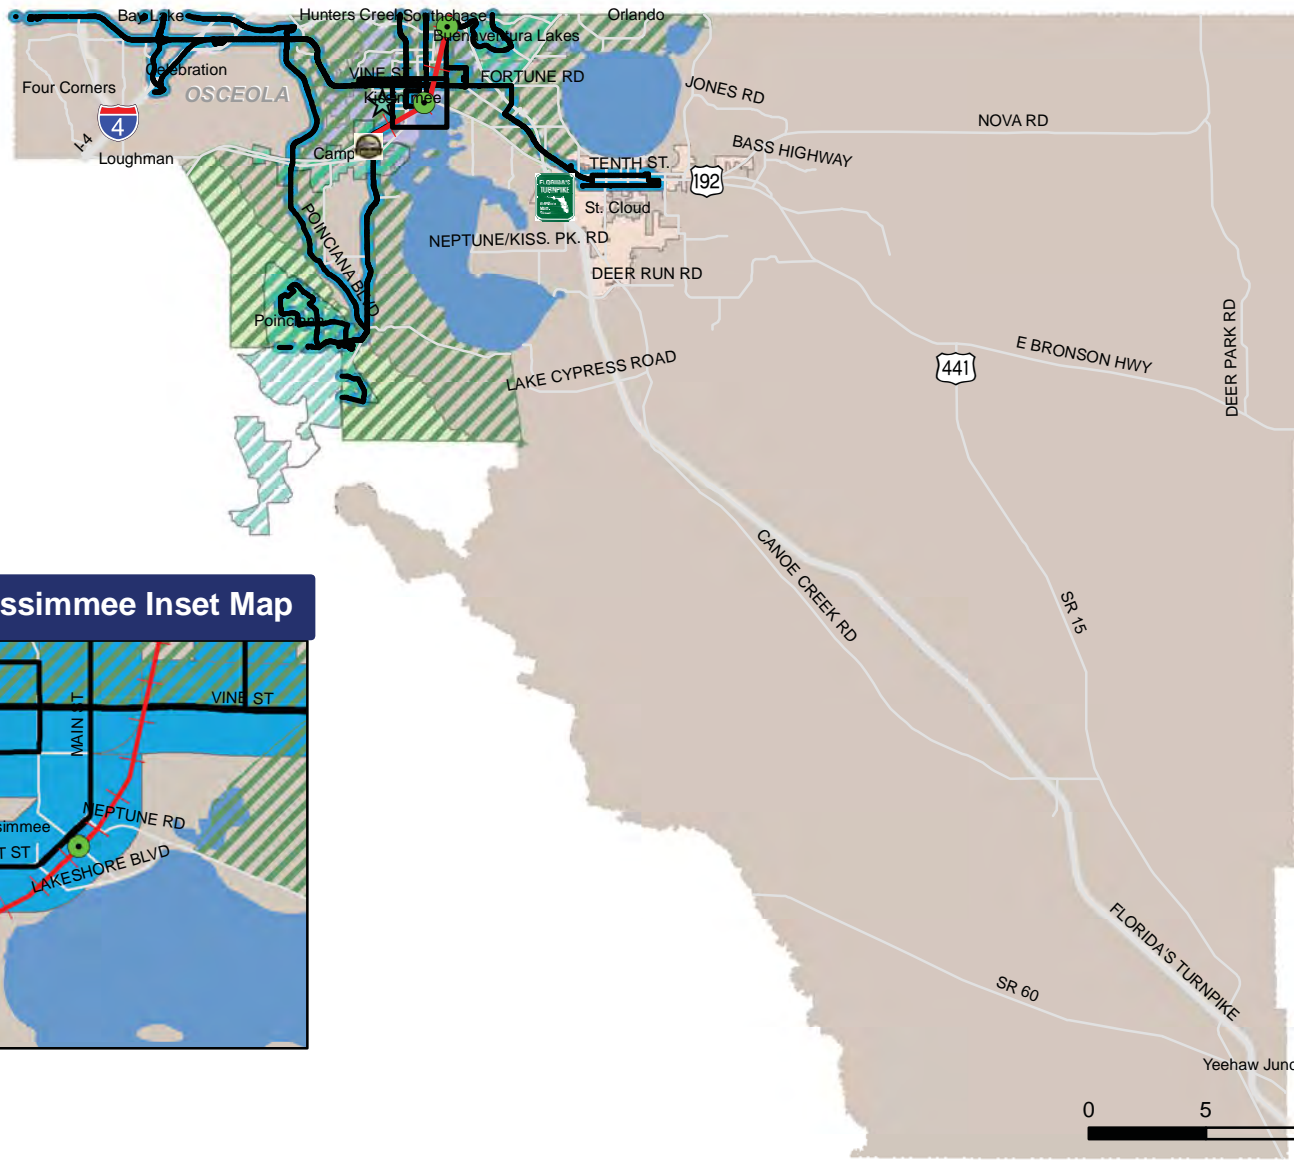 Bay Lake
Hunters Creek
Southchase
Orlando
Buenaventura Lakes
Celebration
Four Corners
OSCEOLA
VINE ST
FORTUNE RD
Kissimmee
JONES RD
NOVA RD
BASS HIGHWAY
4
I-4
Loughman
Camp
TENTH ST.
192
FLORIDA'S
TURNPIKE
St. Cloud
POINCIANA BLVD
NEPTUNE/KISS. PK. RD
DEER RUN RD
Poinciana
LAKE CYPRESS ROAD
441
E BRONSON HWY
DEER PARK RD
CANOE CREEK RD
SR 15
ssimmee Inset Map
MAIN ST
VINE ST
NEPTUNE RD
simmee
T ST
LAKESHORE BLVD
FLORIDA'S TURNPIKE
SR 60
Yeehaw Junc
0 5